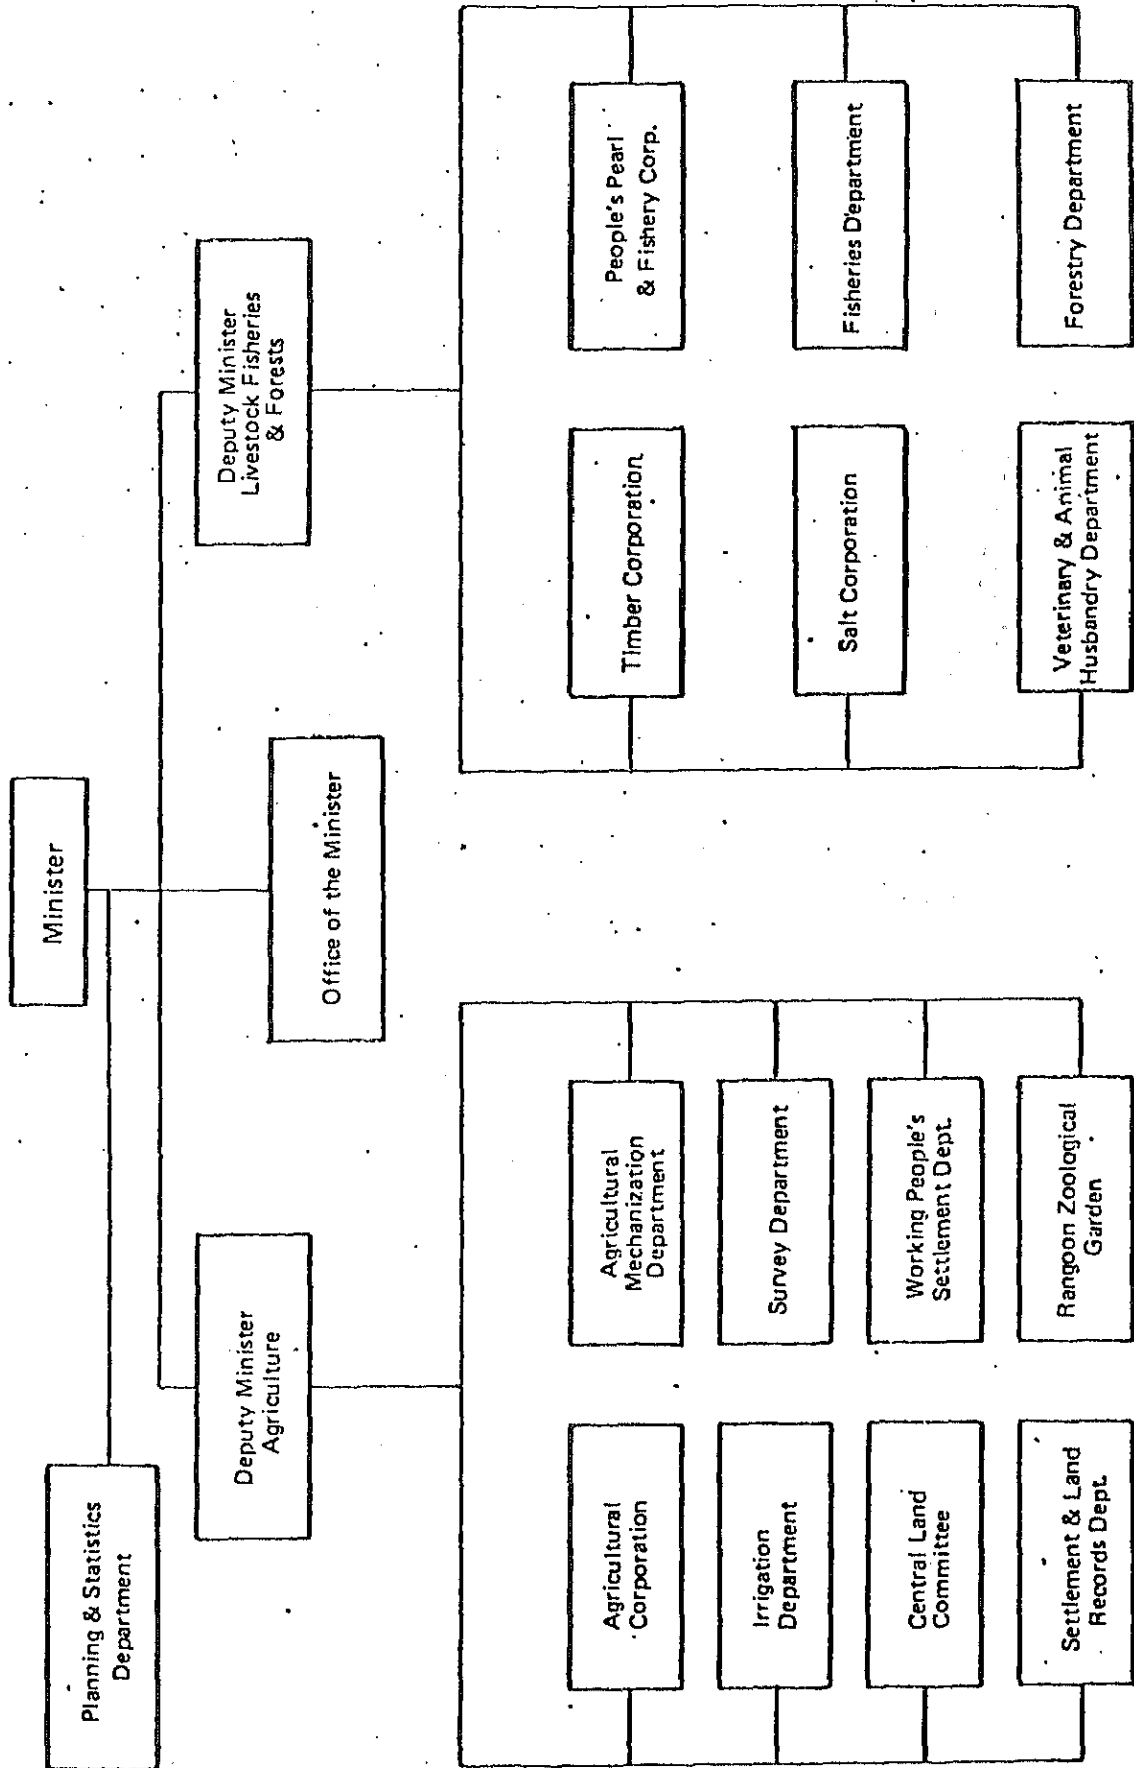 Minister
Planning & Statistics
Department
Office of the Minister
Deputy Minister
Agriculture
Deputy Minister
Livestock Fisheries
& Forests
Agricultural
Corporation
Agricultural
Mechanization
Department
Irrigation
Department
Survey Department
Central Land
Committee
Working People's
Settlement Dept.
Settlement & Land
Records Dept.
Rangoon Zoological
Garden
Timber Corporation
People's Pearl
& Fishery Corp.
Salt Corporation
Fisheries Department
Veterinary & Animal
Husbandry Department
Forestry Department